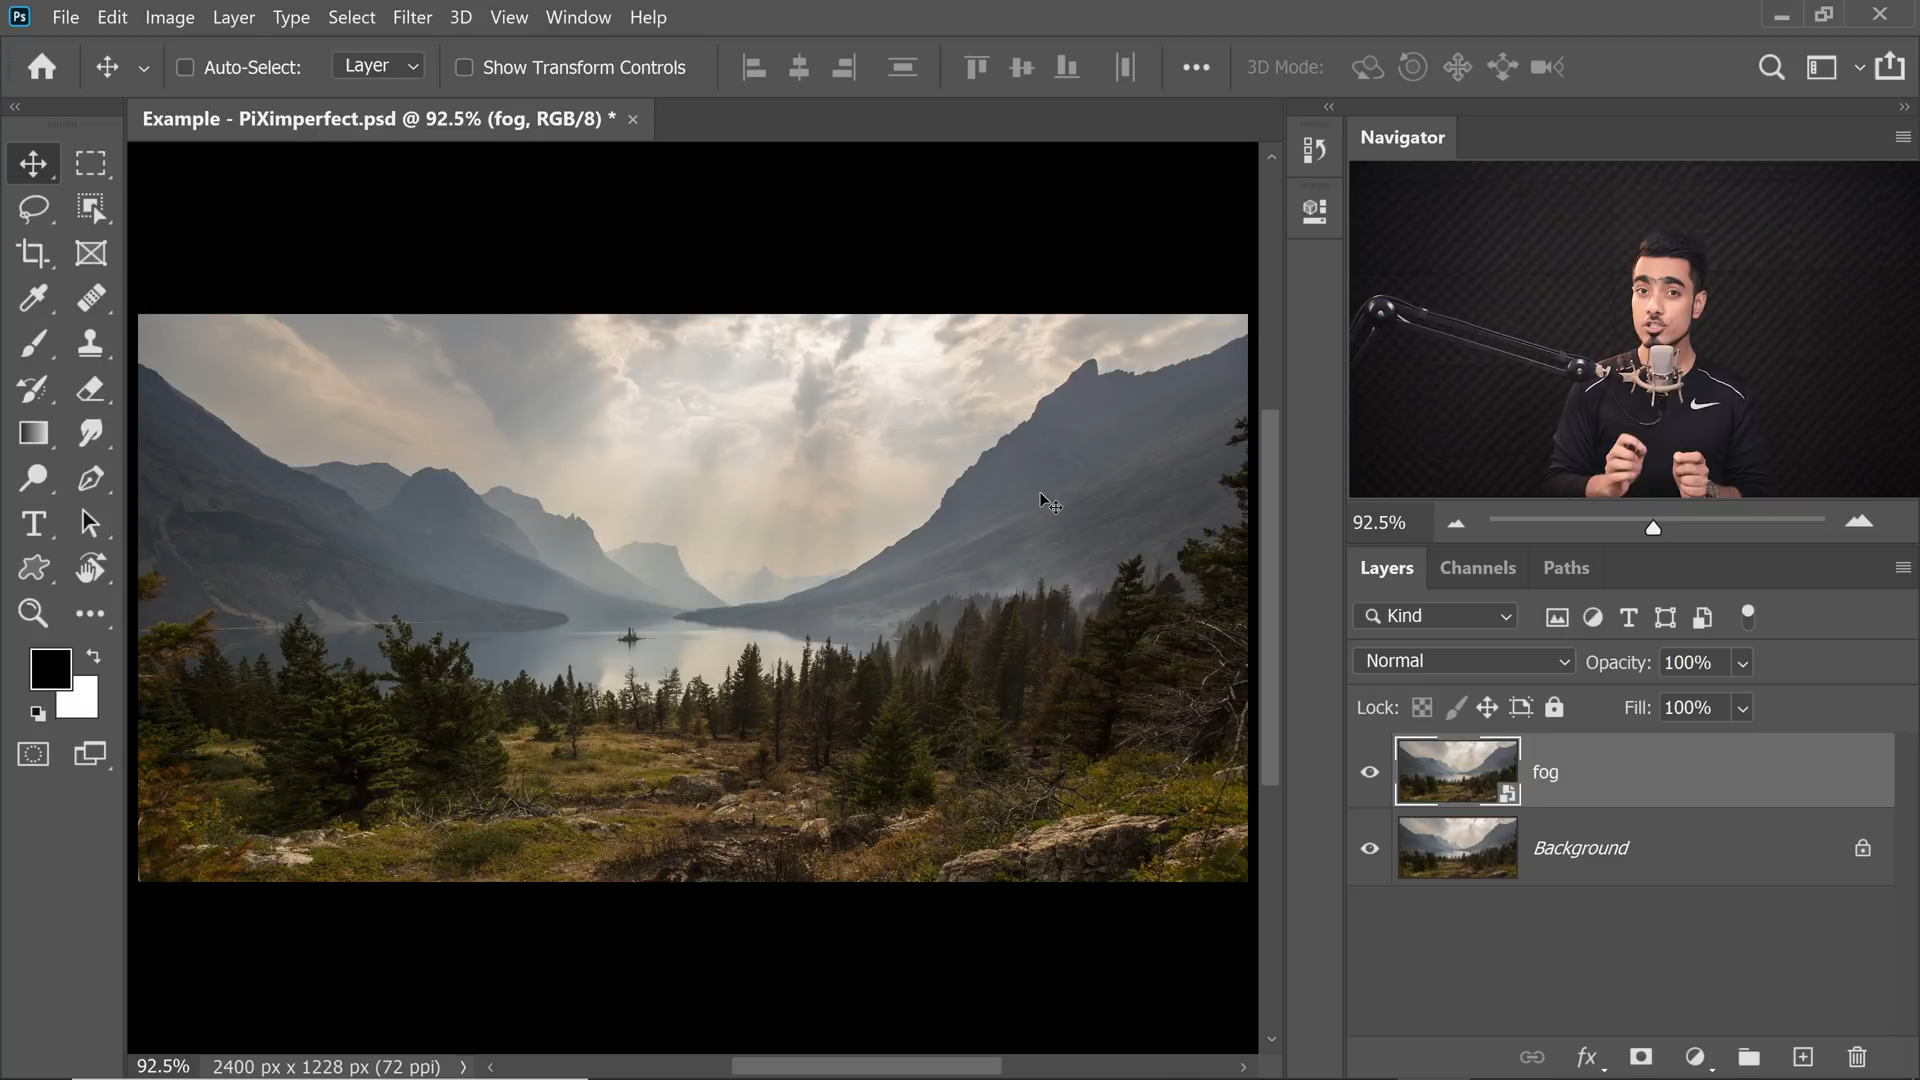 Ps File Edit Image Layer Type Select Filter 3D View Window Help
Auto-Select: Layer Show Transform Controls 3D Mode:
Example - PiXimperfect.psd @ 92.5% (fog, RGB/8) *
Navigator
92.5%
Layers Channels Paths
Kind
Normal Opacity: 100%
Lock: Fill: 100%
fog
Background
fx
92.5% 2400 px x 1228 px (72 ppi)